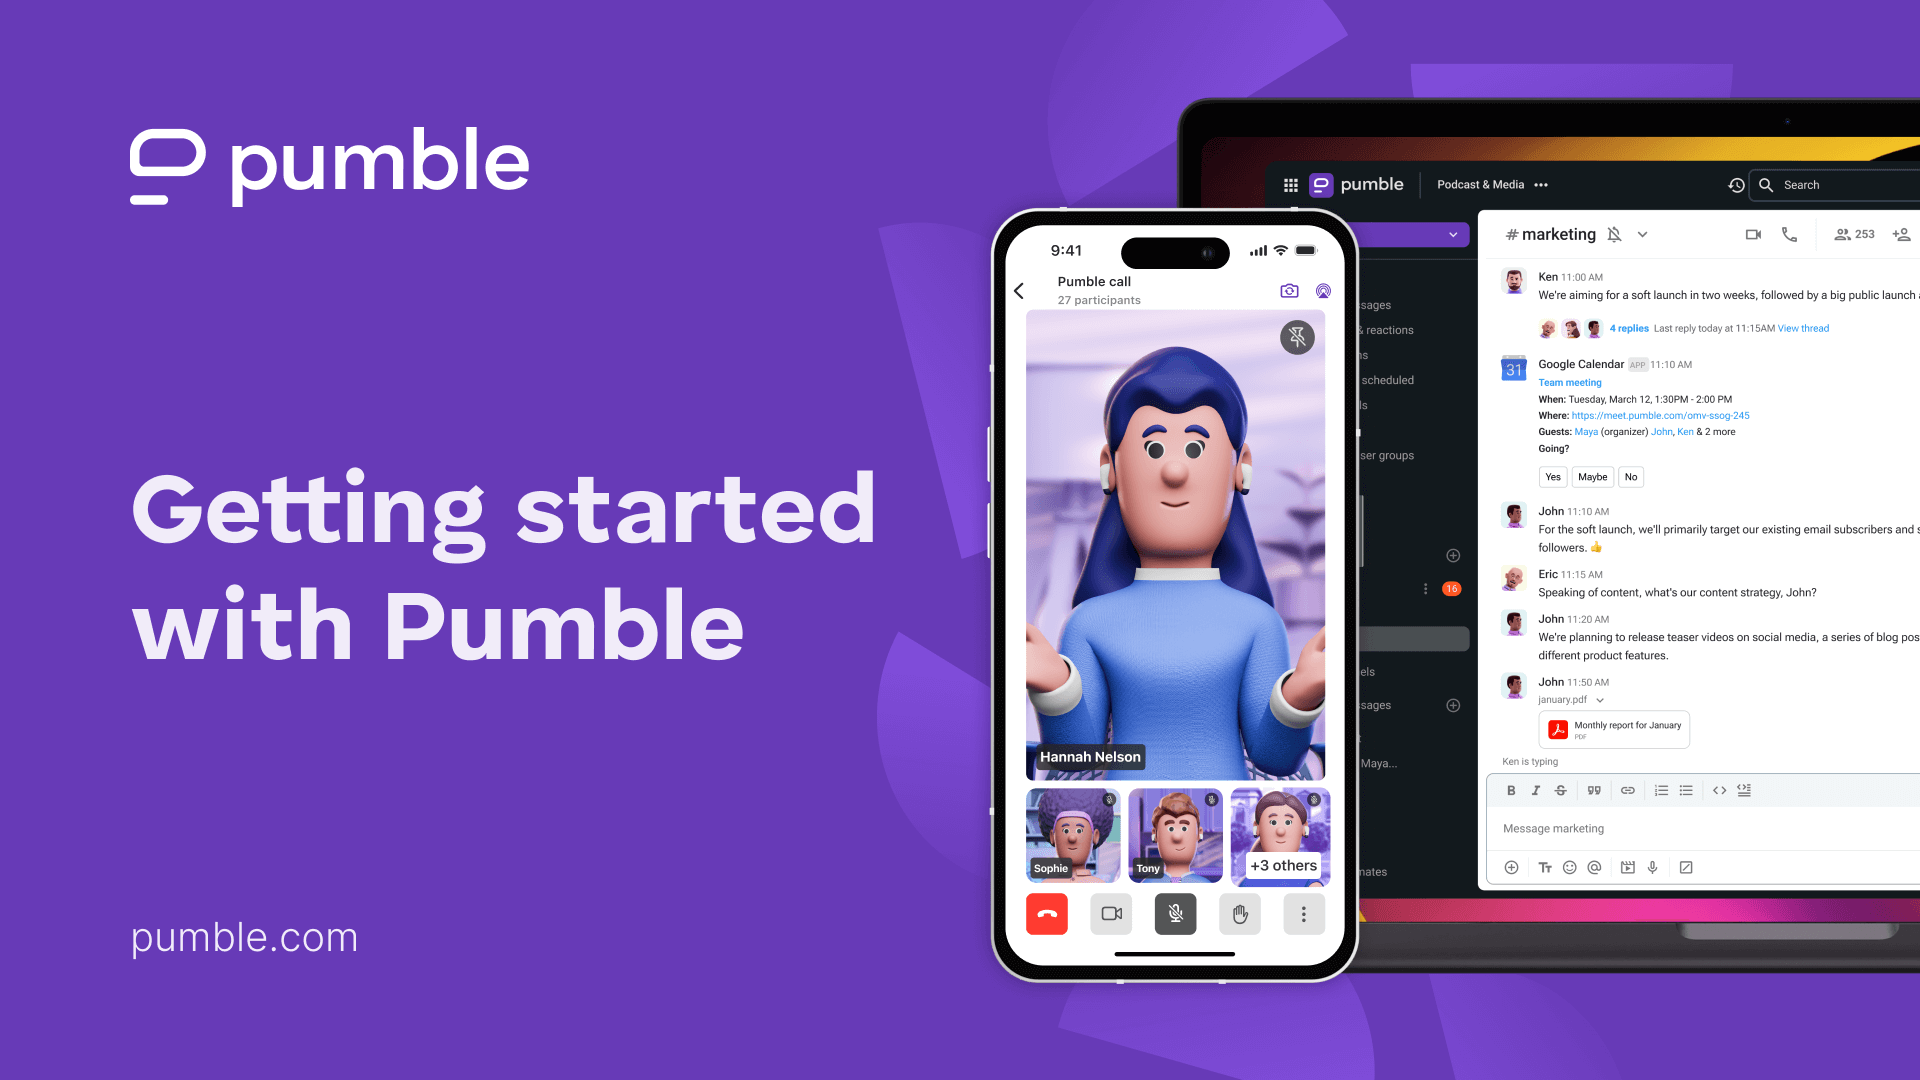 pumble
Getting started
with Pumble
pumble.com
9:41
Pumble call
27 participants
Hannah Nelson
Sophie
Tony
+3 others
pumble
Podcast & Media
Search
ssages
& reactions
ns
scheduled
ls
ser groups
16
els
ssages
t
Maya...
nates
# marketing
253
Ken 11:00 AM
We're aiming for a soft launch in two weeks, followed by a big public launch
4 replies Last reply today at 11:15AM View thread
31
Google Calendar APP 11:10 AM
Team meeting
When: Tuesday, March 12, 1:30PM - 2:00 PM
Where: https://meet.pumble.com/omv-ssog-245
Guests: Maya (organizer) John, Ken & 2 more
Going?
Yes Maybe No
John 11:10 AM
For the soft launch, we'll primarily target our existing email subscribers and s
followers. 👍
Eric 11:15 AM
Speaking of content, what's our content strategy, John?
John 11:20 AM
We're planning to release teaser videos on social media, a series of blog pos
different product features.
John 11:50 AM
january.pdf
Monthly report for January
PDF
Ken is typing
B I S
Message marketing
Tт @